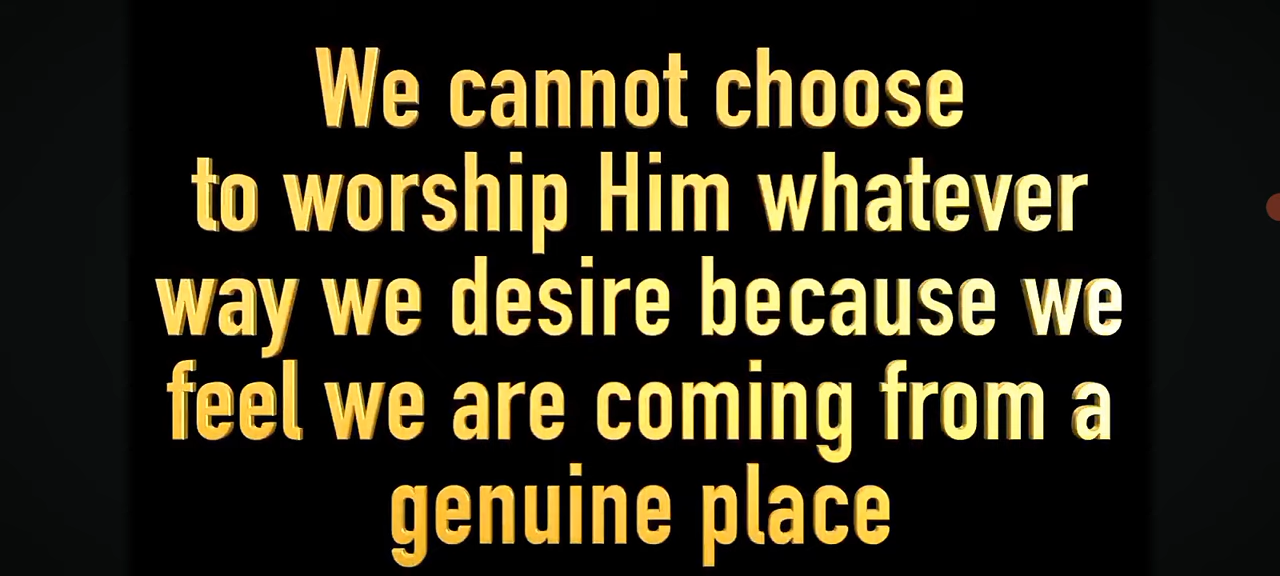 We cannot choose
to worship Him whatever
way we desire because we
feel we are coming from a
genuine place